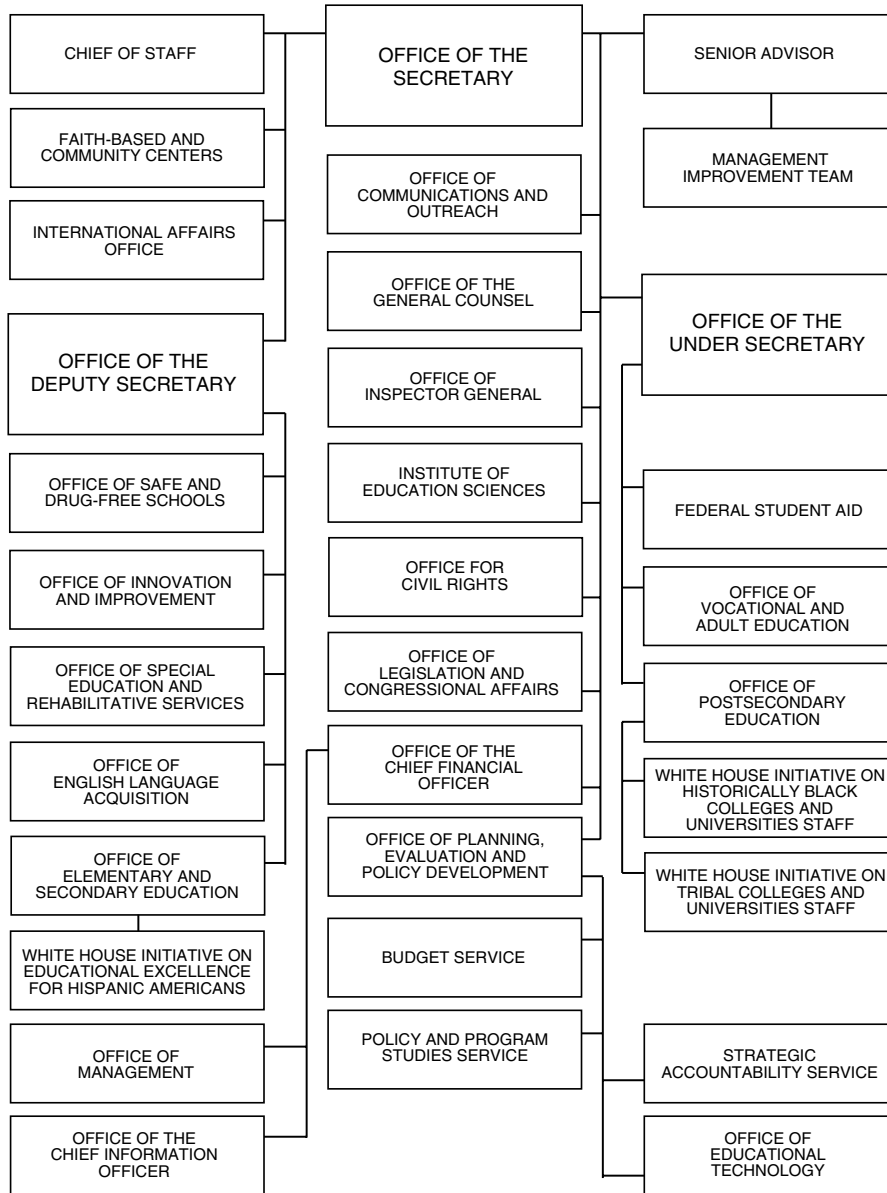 CHIEF OF STAFF
OFFICE OF THE
SECRETARY
SENIOR ADVISOR
FAITH-BASED AND
COMMUNITY CENTERS
MANAGEMENT
IMPROVEMENT TEAM
OFFICE OF
COMMUNICATIONS AND
OUTREACH
INTERNATIONAL AFFAIRS
OFFICE
OFFICE OF THE
GENERAL COUNSEL
OFFICE OF THE
UNDER SECRETARY
OFFICE OF THE
DEPUTY SECRETARY
OFFICE OF
INSPECTOR GENERAL
OFFICE OF SAFE AND
DRUG-FREE SCHOOLS
INSTITUTE OF
EDUCATION SCIENCES
FEDERAL STUDENT AID
OFFICE OF INNOVATION
AND IMPROVEMENT
OFFICE FOR
CIVIL RIGHTS
OFFICE OF
VOCATIONAL AND
ADULT EDUCATION
OFFICE OF SPECIAL
EDUCATION AND
REHABILITATIVE SERVICES
OFFICE OF
LEGISLATION AND
CONGRESSIONAL AFFAIRS
OFFICE OF
POSTSECONDARY
EDUCATION
OFFICE OF
ENGLISH LANGUAGE
ACQUISITION
OFFICE OF THE
CHIEF FINANCIAL
OFFICER
WHITE HOUSE INITIATIVE ON
HISTORICALLY BLACK
COLLEGES AND
UNIVERSITIES STAFF
OFFICE OF
ELEMENTARY AND
SECONDARY EDUCATION
OFFICE OF PLANNING,
EVALUATION AND
POLICY DEVELOPMENT
WHITE HOUSE INITIATIVE ON
TRIBAL COLLEGES AND
UNIVERSITIES STAFF
WHITE HOUSE INITIATIVE ON
EDUCATIONAL EXCELLENCE
FOR HISPANIC AMERICANS
BUDGET SERVICE
OFFICE OF
MANAGEMENT
POLICY AND PROGRAM
STUDIES SERVICE
STRATEGIC
ACCOUNTABILITY SERVICE
OFFICE OF THE
CHIEF INFORMATION
OFFICER
OFFICE OF
EDUCATIONAL
TECHNOLOGY